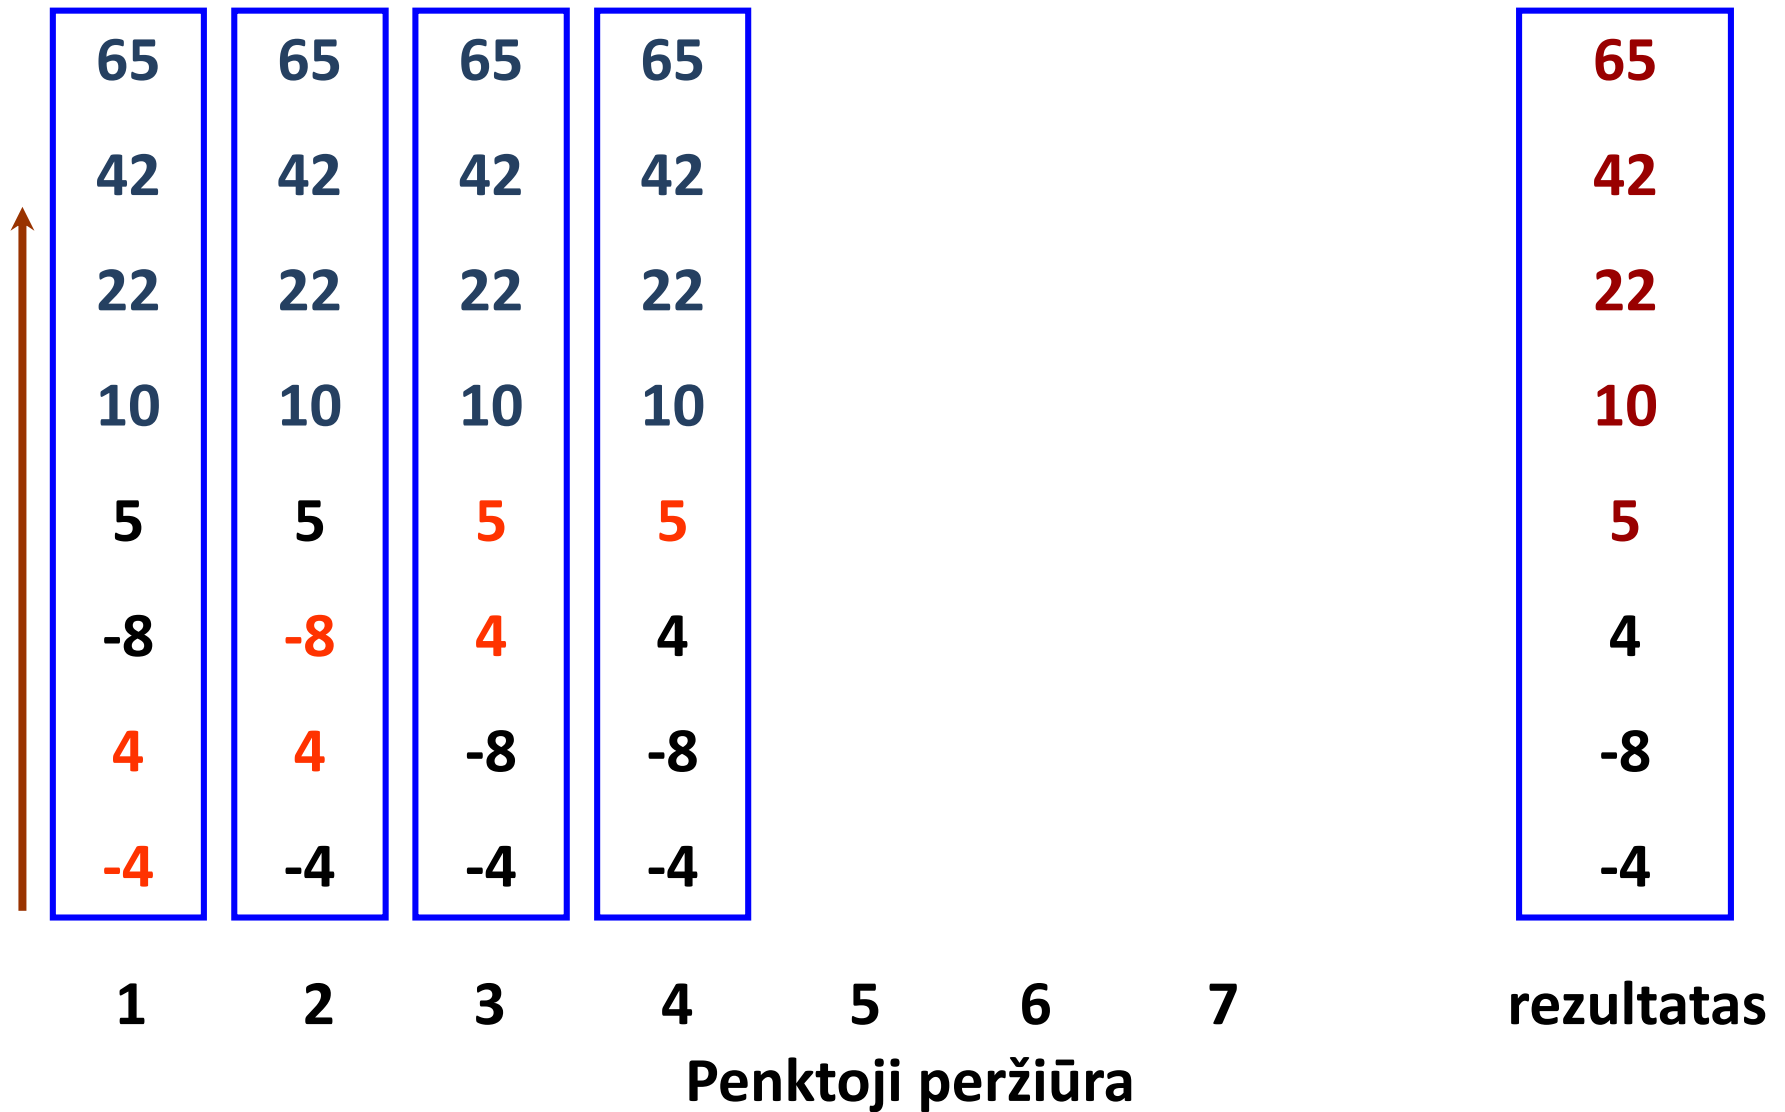 65 65 65 65 65
42 42 42 42 42
22 22 22 22 22
10 10 10 10 10
5 5 5 5 5
-8 -8 4 4 4
4 4 -8 -8 -8
-4 -4 -4 -4 -4
1 2 3 4 5 6 7 rezultatas
Penktoji peržiūra